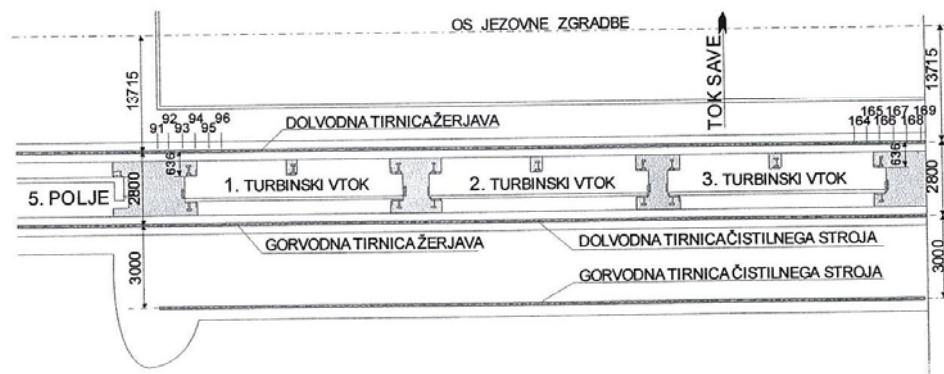 OS JEZOVNE ZGRADBE
TOK SAVE
13715
13715
91 92 93 94 95 96
164 165 166 167 168 169
DOLVODNA TIRNICA ŽERJAVA
636
636
2800
2800
5. POLJE
1. TURBINSKI VTOK
2. TURBINSKI VTOK
3. TURBINSKI VTOK
GORVODNA TIRNICA ŽERJAVA
DOLVODNA TIRNICA ČISTILNEGA STROJA
3000
3000
GORVODNA TIRNICA ČISTILNEGA STROJA